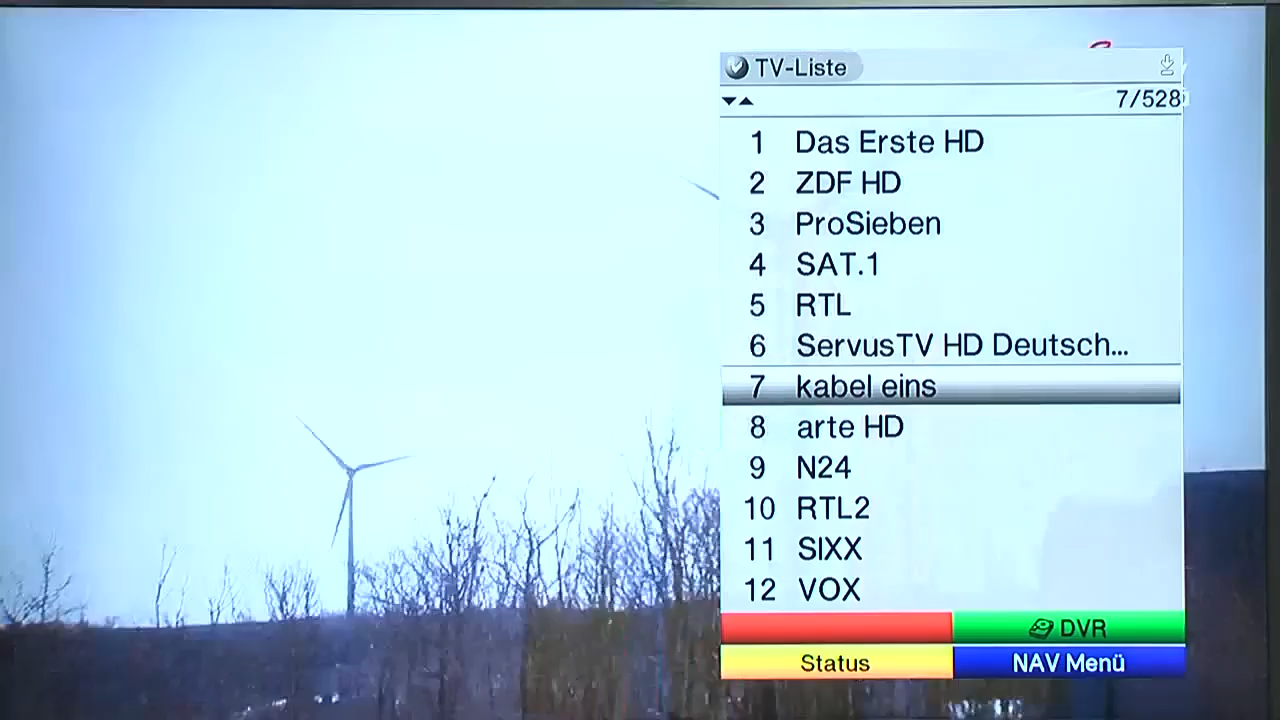 TV-Liste
7/528
1 Das Erste HD
2 ZDF HD
3 ProSieben
4 SAT.1
5 RTL
6 ServusTV HD Deutsch...
7 kabel eins
8 arte HD
9 N24
10 RTL2
11 SIXX
12 VOX
DVR
Status
NAV Menü